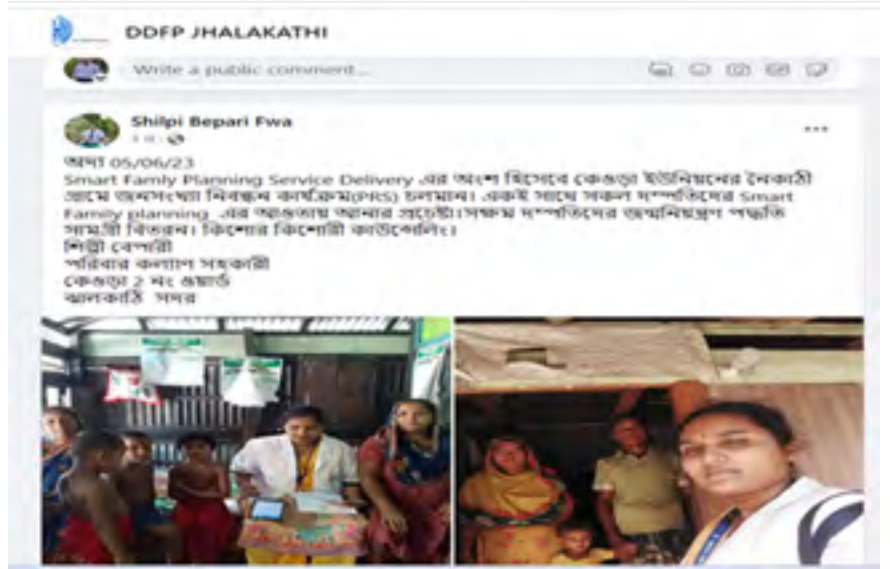 DDFP JHALAKATHI
Write a public comment...
Shilpi Bepari Fwa
অদ্য 05/06/23
Smart Famly Planning Service Delivery এর অংশ হিসেবে কেওড়া ইউনিয়নের নৈকাঠী
গ্রামে জনসংখ্যা নিবন্ধন কার্যক্রম(PRS) চলমান। একই সাথে সকল দম্পতিদের Smart
Family planning এর আওতায় আনার প্রচেষ্টা।সক্ষম দম্পতিদের জন্মনিয়ন্ত্রণ পদ্ধতি
সামগ্রী বিতরন। কিশোর কিশোরী কাউন্সেলিং।
শিল্পী বেপারী
পরিবার কল্যাণ সহকারী
কেওড়া 2 নং ওয়ার্ড
ঝালকাঠি সদর